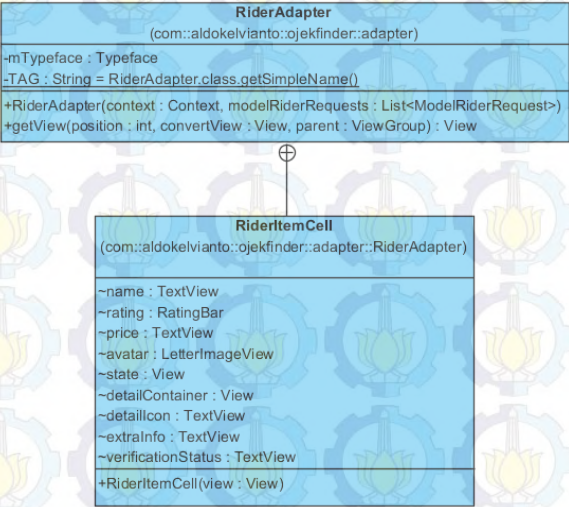 RiderAdapter
(com::aldokelvianto::ojekfinder::adapter)
-mTypeface : Typeface
-TAG : String = RiderAdapter.class.getSimpleName()
+RiderAdapter(context : Context, modelRiderRequests : List<ModelRiderRequest>)
+getView(position : int, convertView : View, parent : ViewGroup) : View
RiderItemCell
(com::aldokelvianto::ojekfinder::adapter::RiderAdapter)
~name : TextView
~rating : RatingBar
~price : TextView
~avatar : LetterImageView
~state : View
~detailContainer : View
~detailIcon : TextView
~extraInfo : TextView
~verificationStatus : TextView
+RiderItemCell(view : View)